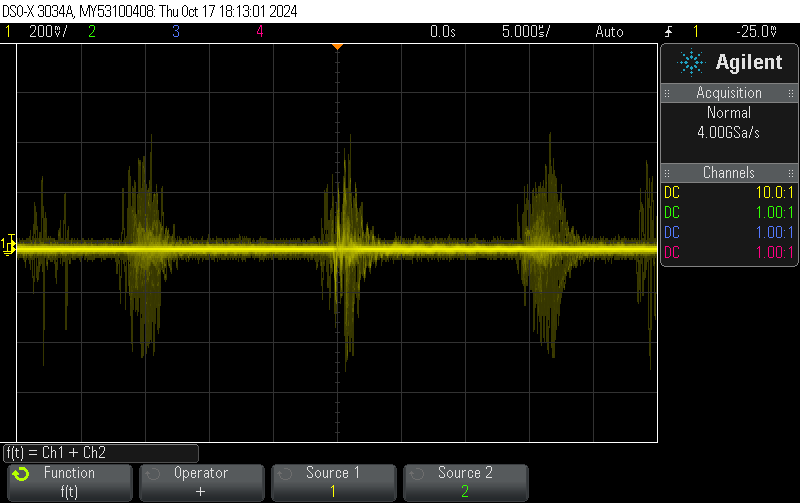 DSO-X 3034A, MY53100408: Thu Oct 17 18:13:01 2024
1 200mV/ 2 3 4 0.0s 5.000ms/ Auto 1 -25.0mV
Agilent
Acquisition
Normal
4.00GSa/s
Channels
DC 10.0:1
DC 1.00:1
DC 1.00:1
DC 1.00:1
1
T
f(t) = Ch1 + Ch2
Function Operator Source 1 Source 2
f(t) + 1 2